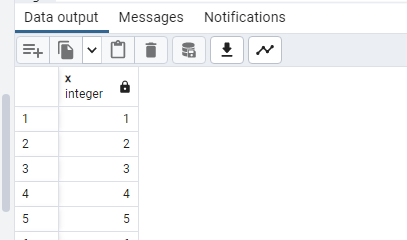 Data output Messages Notifications
x
integer
1 1
2 2
3 3
4 4
5 5